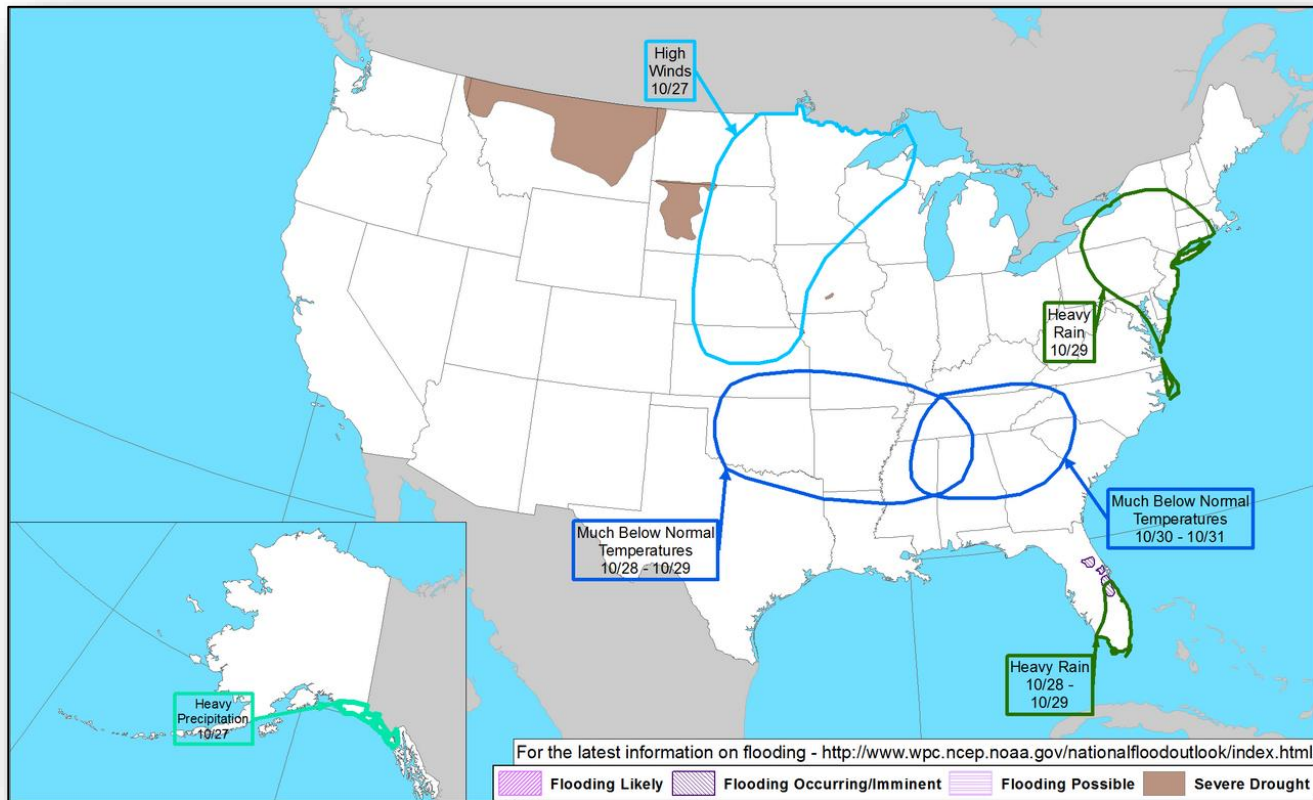 High
Winds
10/27
Heavy
Rain
10/29
Much Below Normal
Temperatures
10/28 - 10/29
Much Below Normal
Temperatures
10/30 - 10/31
Heavy Rain
10/28 -
10/29
Heavy
Precipitation
10/27
For the latest information on flooding - http://www.wpc.ncep.noaa.gov/nationalfloodoutlook/index.html
Flooding Likely Flooding Occurring/Imminent Flooding Possible Severe Drought